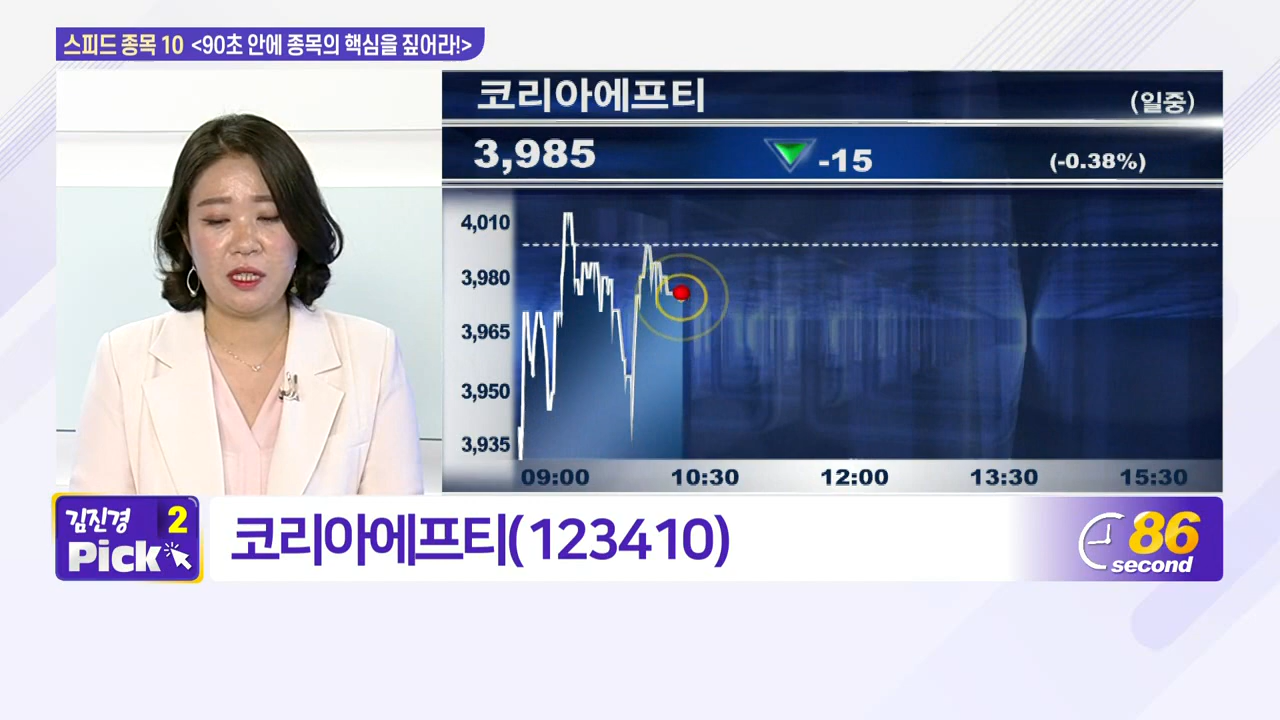 스피드 종목 10 <90초 안에 종목의 핵심을 짚어라!>
코리아에프티
(일중)
3,985 -15 (-0.38%)
4,010
3,980
3,965
3,950
3,935
09:00 10:30 12:00 13:30 15:30
김진경 2
Pick
코리아에프티(123410)
86
second